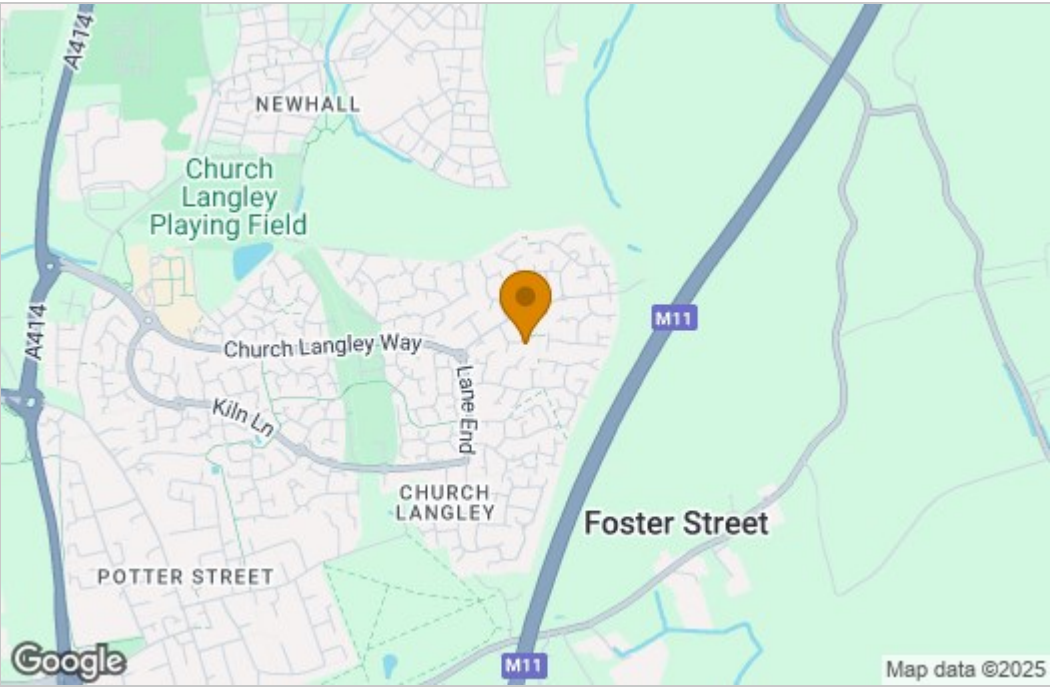 A414
NEWHALL
Church
Langley
Playing Field
M11
A414
Church Langley Way
Lane End
Kiln Ln
CHURCH
LANGLEY
Foster Street
POTTER STREET
M11
Google
Map data ©2025